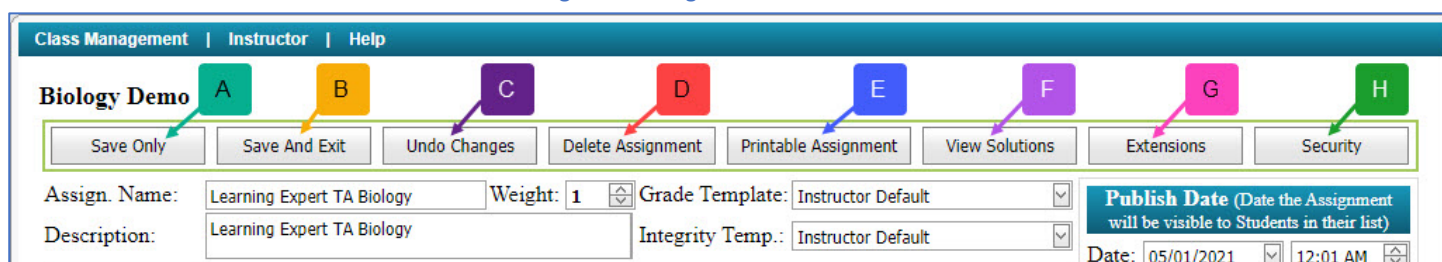 Class Management | Instructor | Help
Biology Demo A B C D E F G H
Save Only Save And Exit Undo Changes Delete Assignment Printable Assignment View Solutions Extensions Security
Assign. Name: Learning Expert TA Biology Weight: 1 Grade Template: Instructor Default
Publish Date (Date the Assignment
will be visible to Students in their list)
Description: Learning Expert TA Biology Integrity Temp.: Instructor Default
Date: 05/01/2021 12:01 AM